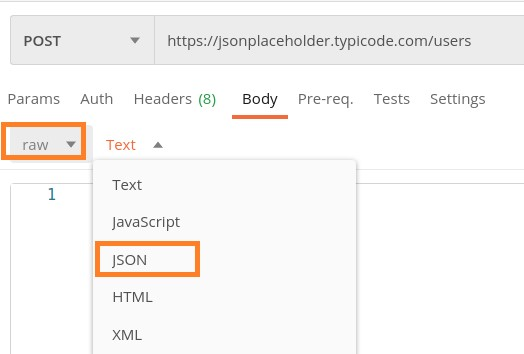 POST https://jsonplaceholder.typicode.com/users
Params Auth Headers (8) Body Pre-req. Tests Settings
raw Text
1
Text
JavaScript
JSON
HTML
XML